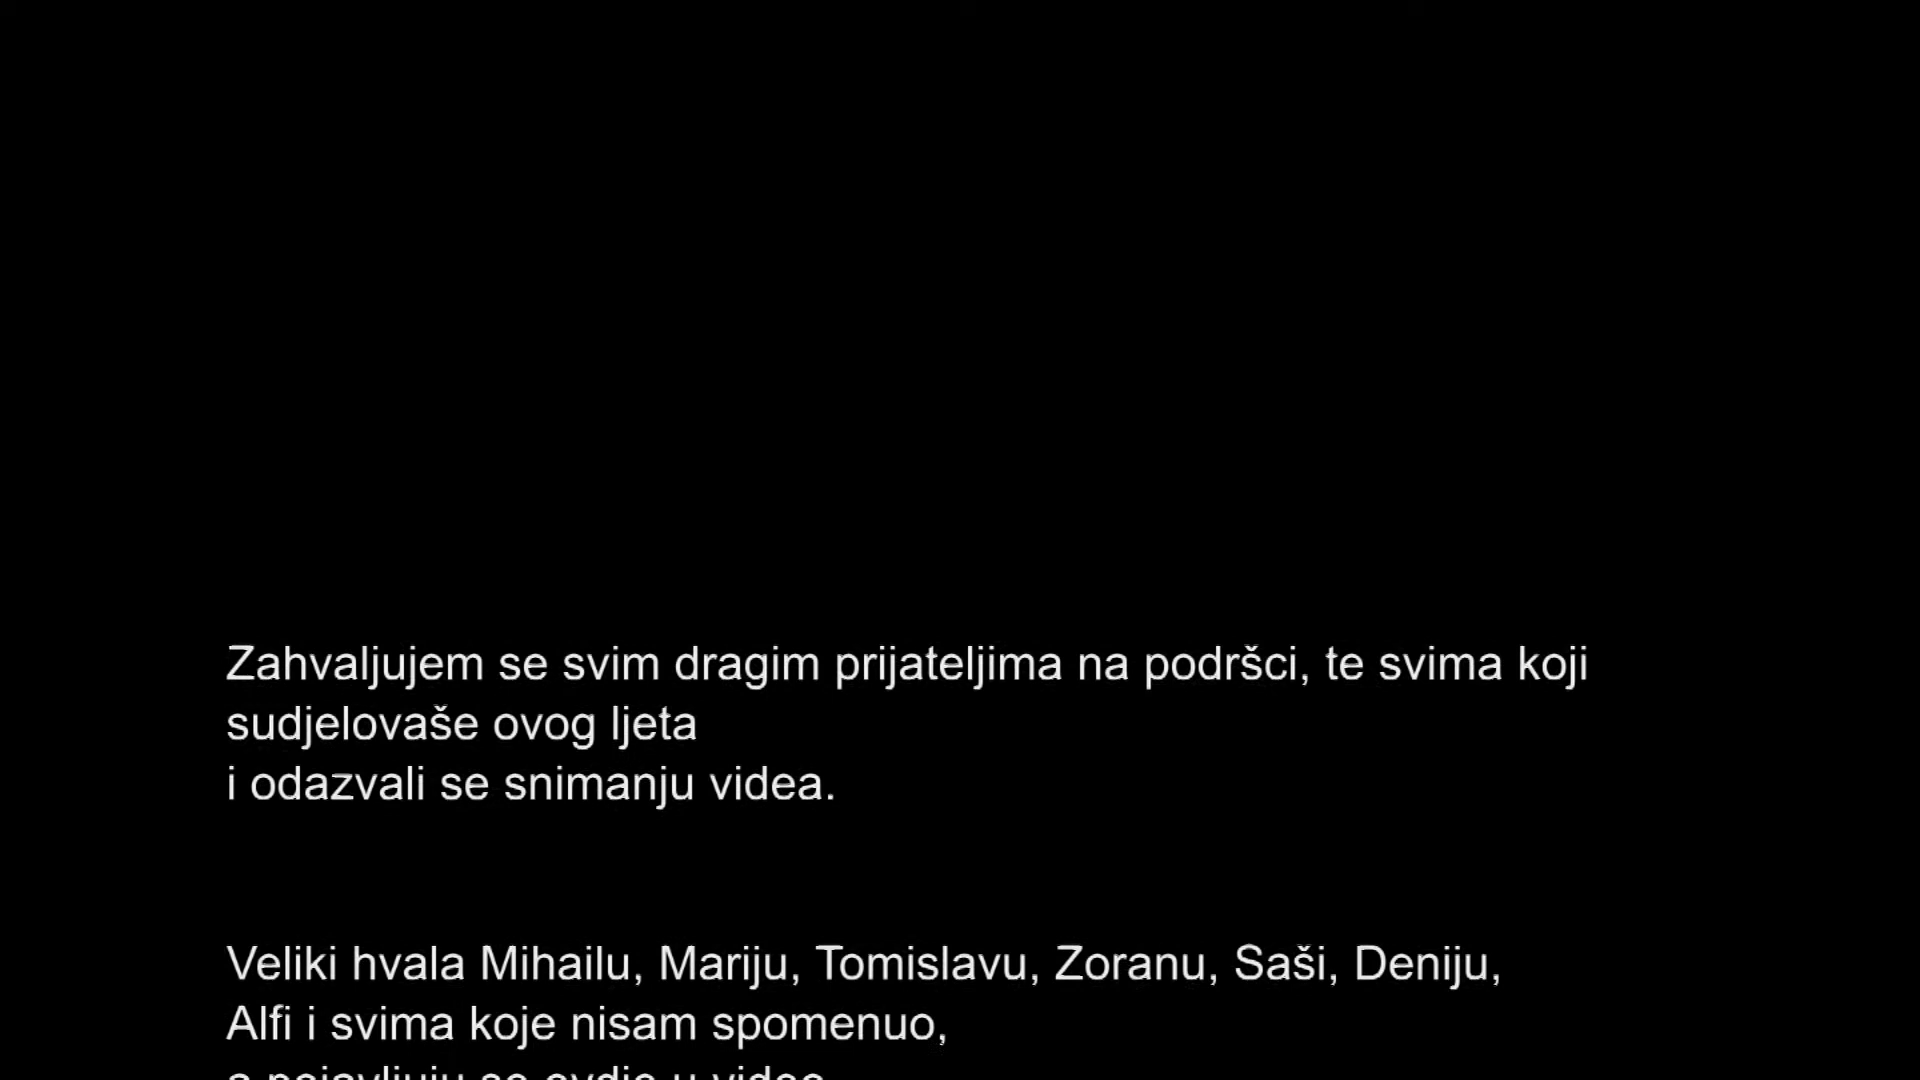 Zahvaljujem se svim dragim prijateljima na podršci, te svima koji
sudjelovaše ovog ljeta
i odazvali se snimanju videa.
Veliki hvala Mihailu, Mariju, Tomislavu, Zoranu, Saši, Deniju,
Alfi i svima koje nisam spomenuo,